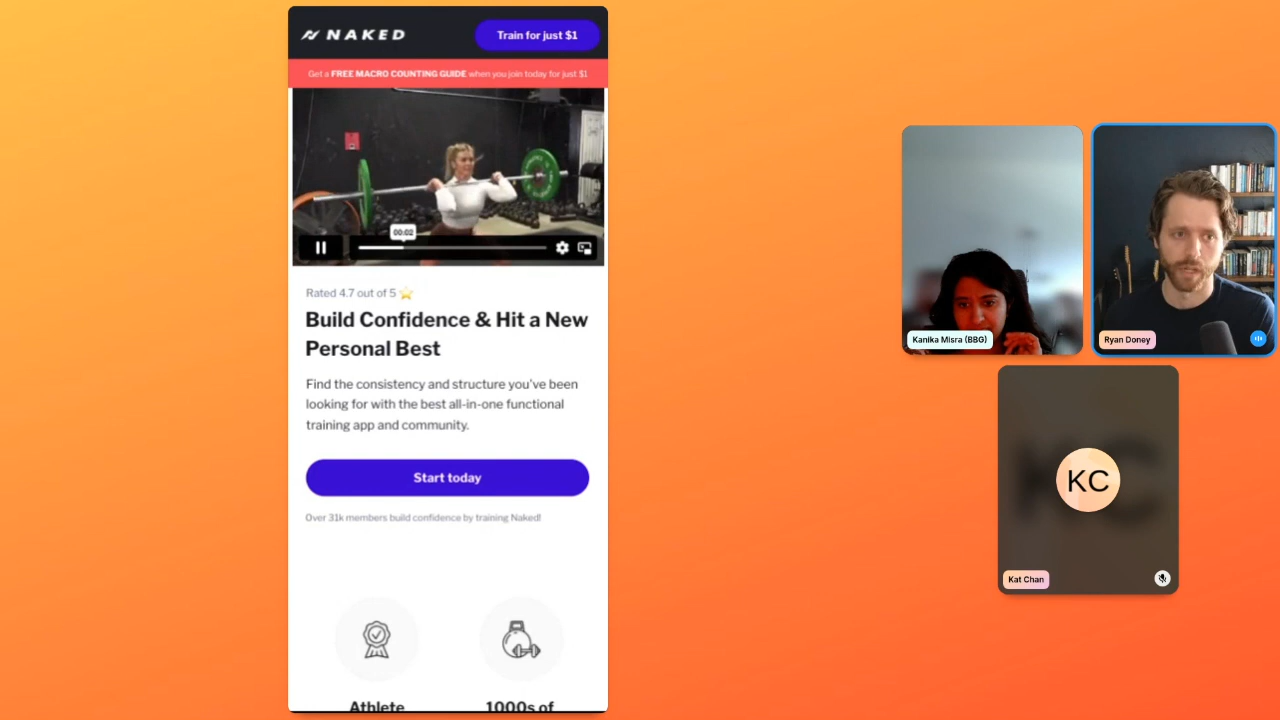 NAKED
Train for just $1
Get a FREE MACRO COUNTING GUIDE when you join today for just $1
00:02
Rated 4.7 out of 5 ⭐
Build Confidence & Hit a New
Personal Best
Find the consistency and structure you've been
looking for with the best all-in-one functional
training app and community.
Start today
Over 31k members build confidence by training Naked!
Athlete
1000s of
Kanika Misra (BBG)
Ryan Doney
KC
Kat Chan